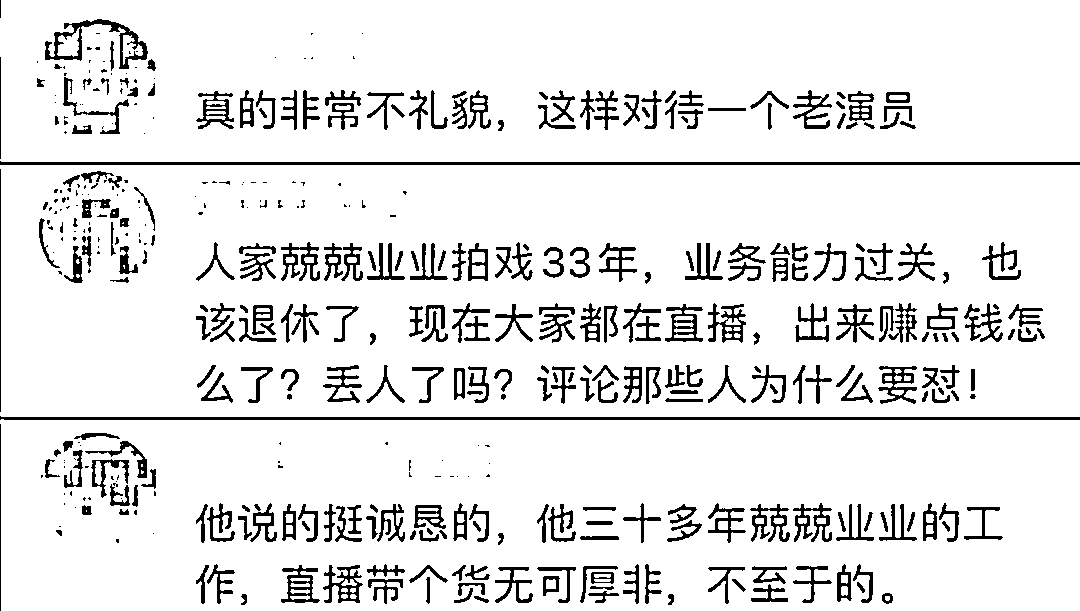 真的非常不礼貌，这样对待一个老演员
人家兢兢业业拍戏33年，业务能力过关，也
该退休了，现在大家都在直播，出来赚点钱怎
么了？丢人了吗？评论那些人为什么要怼！
他说的挺诚恳的，他三十多年兢兢业业的工
作，直播带个货无可厚非，不至于的。